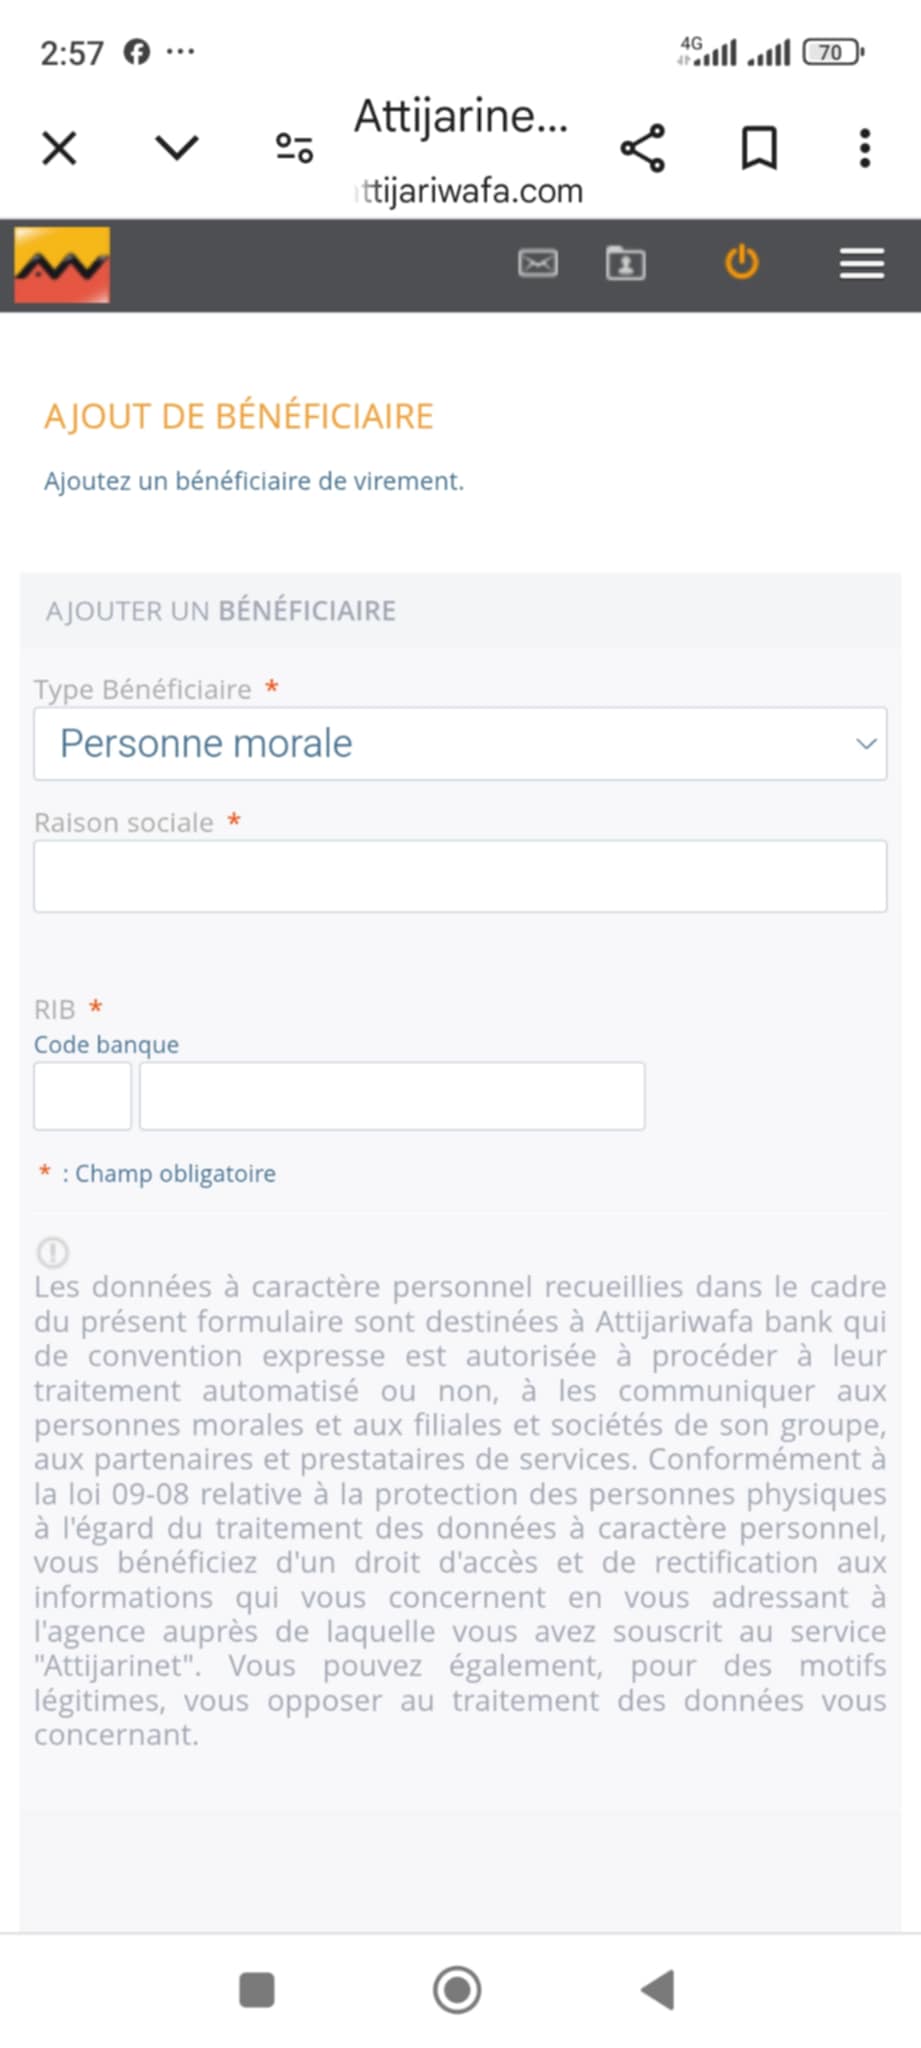 2:57
4G
70
Attijarine...
ttijariwafa.com
AJOUT DE BÉNÉFICIAIRE
Ajoutez un bénéficiaire de virement.
AJOUTER UN BÉNÉFICIAIRE
Type Bénéficiaire *
Personne morale
Raison sociale *
RIB *
Code banque
* : Champ obligatoire
Les données à caractère personnel recueillies dans le cadre
du présent formulaire sont destinées à Attijariwafa bank qui
de convention expresse est autorisée à procéder à leur
traitement automatisé ou non, à les communiquer aux
personnes morales et aux filiales et sociétés de son groupe,
aux partenaires et prestataires de services. Conformément à
la loi 09-08 relative à la protection des personnes physiques
à l'égard du traitement des données à caractère personnel,
vous bénéficiez d'un droit d'accès et de rectification aux
informations qui vous concernent en vous adressant à
l'agence auprès de laquelle vous avez souscrit au service
"Attijarinet". Vous pouvez également, pour des motifs
légitimes, vous opposer au traitement des données vous
concernant.